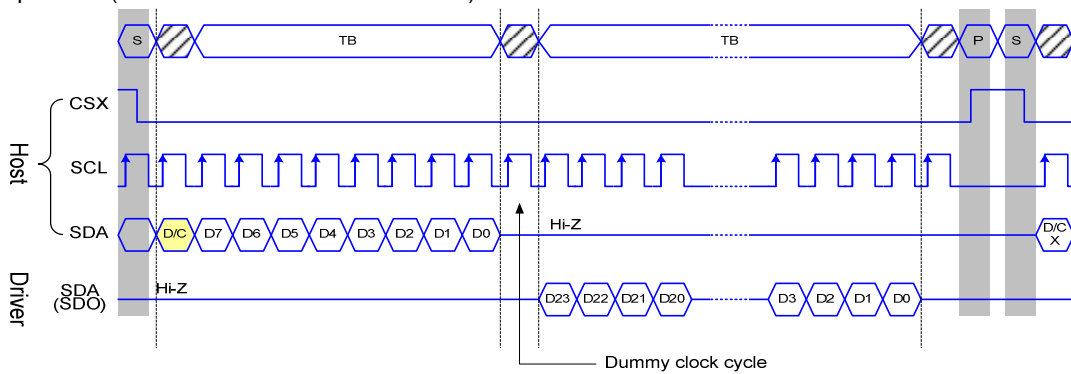 S TB TB P S
CSX
Host
SCL
SDA D/C D7 D6 D5 D4 D3 D2 D1 D0 Hi-Z D/C X
Driver
SDA (SDO) Hi-Z D23 D22 D21 D20 D3 D2 D1 D0
Dummy clock cycle